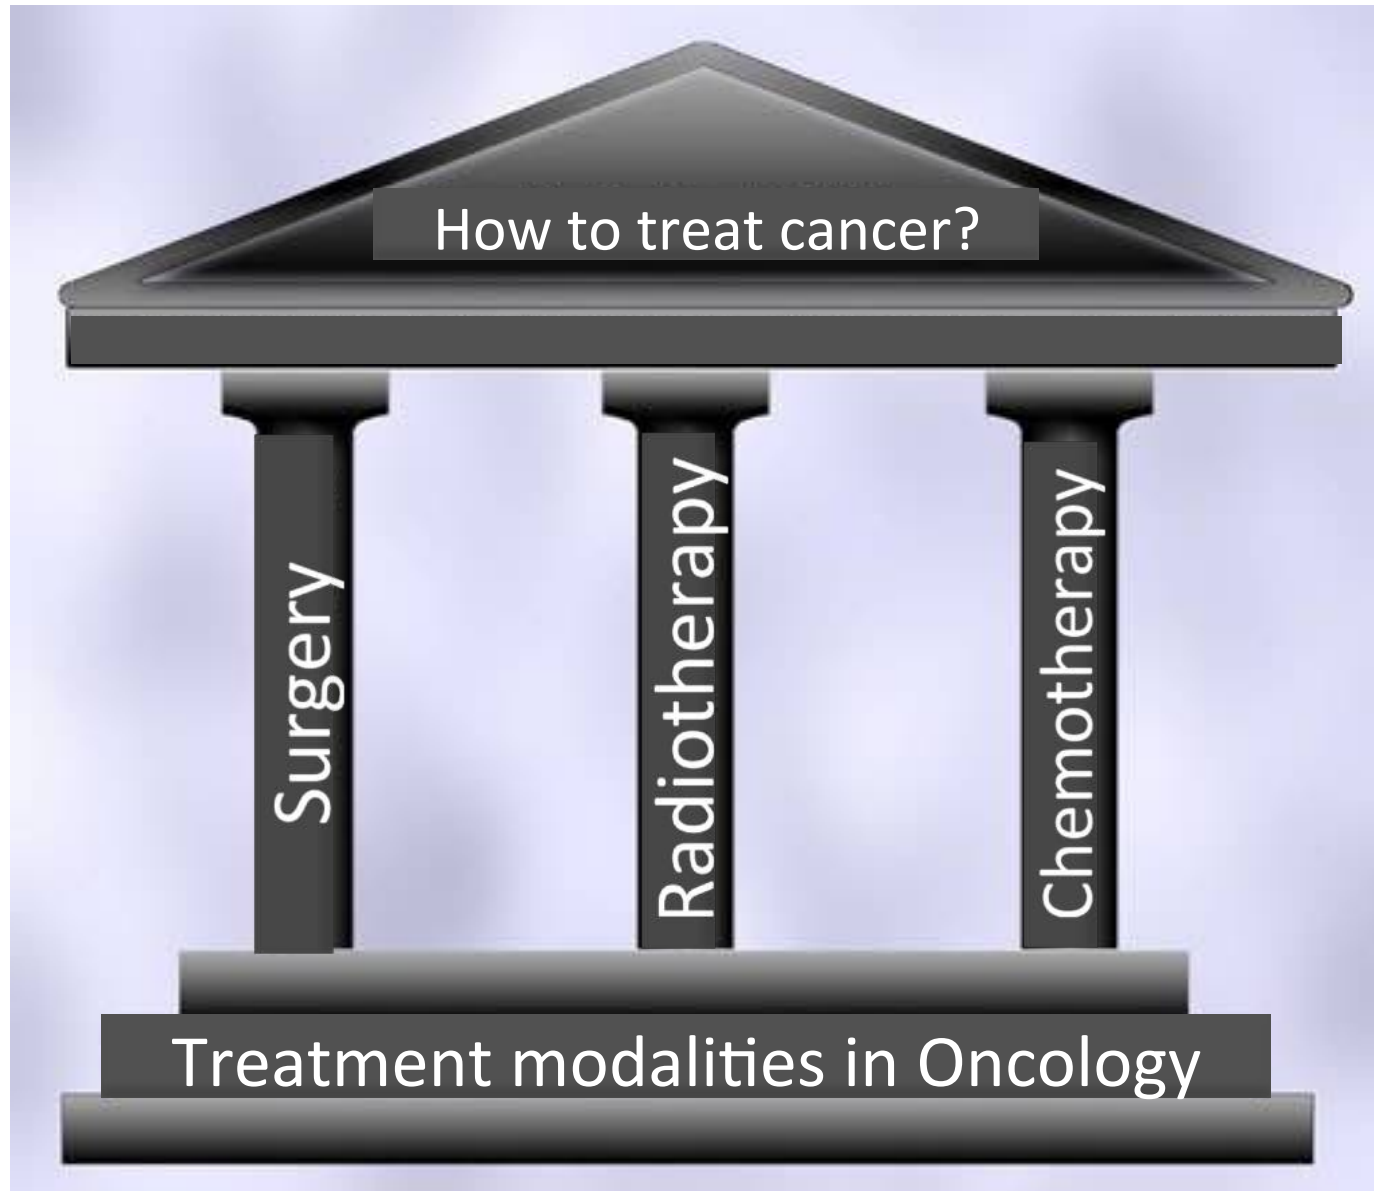 How to treat cancer?
Surgery
Radiotherapy
Chemotherapy
Treatment modalities in Oncology